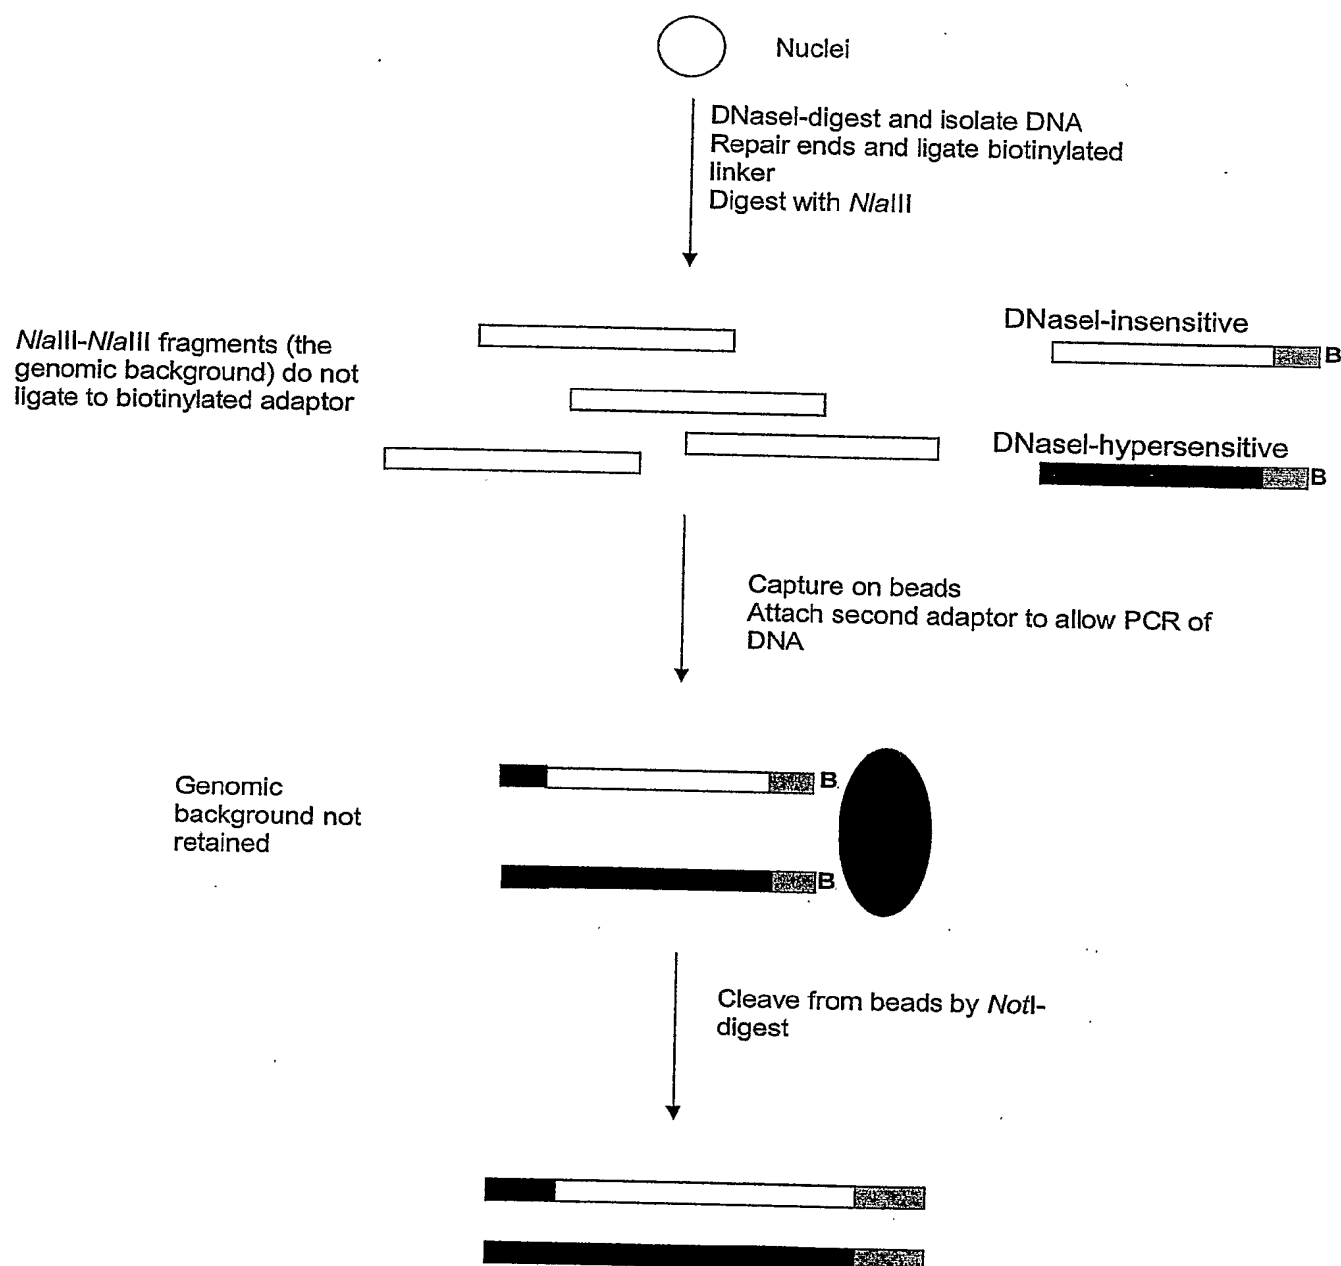 Nuclei
DNaseI-digest and isolate DNA
Repair ends and ligate biotinylated
linker
Digest with NlaIII
NlaIII-NlaIII fragments (the
genomic background) do not
ligate to biotinylated adaptor
DNaseI-insensitive
B
DNaseI-hypersensitive
B
Capture on beads
Attach second adaptor to allow PCR of
DNA
Genomic
background not
retained
B
B
Cleave from beads by NotI-
digest